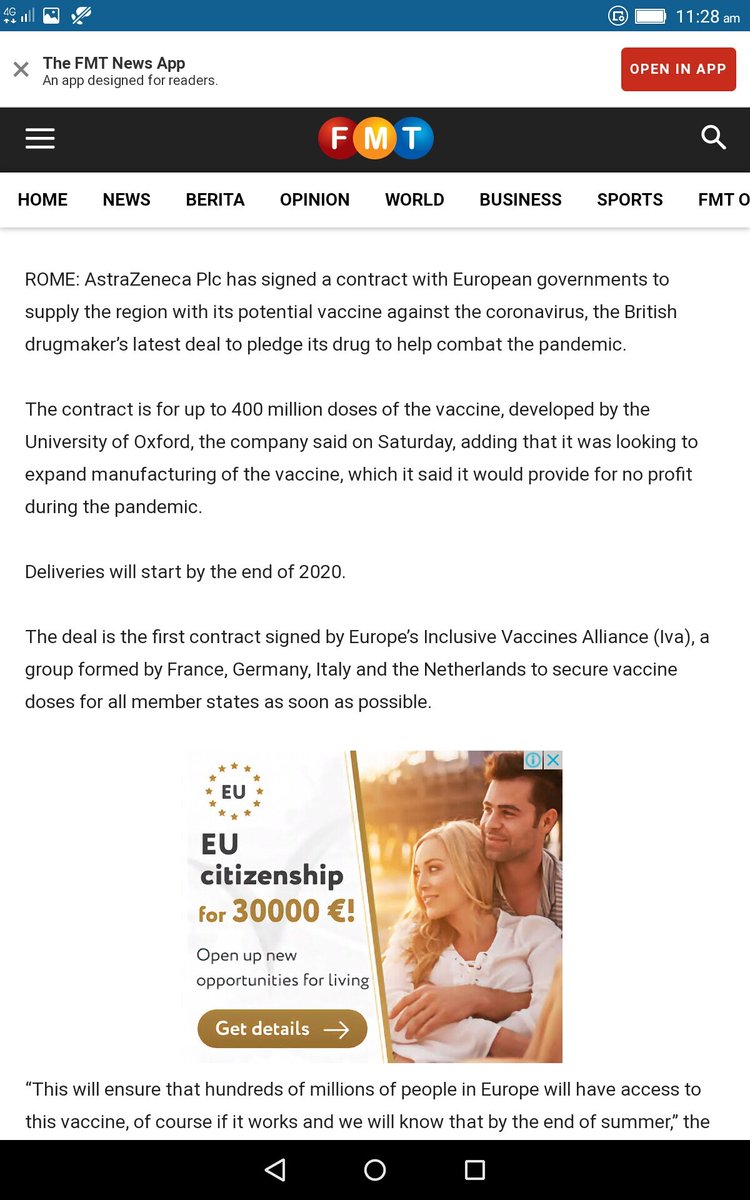 4G
11:28 am
The FMT News App
An app designed for readers.
OPEN IN APP
FMT
HOME NEWS BERITA OPINION WORLD BUSINESS SPORTS FMT O
ROME: AstraZeneca Plc has signed a contract with European governments to
supply the region with its potential vaccine against the coronavirus, the British
drugmaker’s latest deal to pledge its drug to help combat the pandemic.
The contract is for up to 400 million doses of the vaccine, developed by the
University of Oxford, the company said on Saturday, adding that it was looking to
expand manufacturing of the vaccine, which it said it would provide for no profit
during the pandemic.
Deliveries will start by the end of 2020.
The deal is the first contract signed by Europe’s Inclusive Vaccines Alliance (Iva), a
group formed by France, Germany, Italy and the Netherlands to secure vaccine
doses for all member states as soon as possible.
EU
EU
citizenship
for 30000 €!
Open up new
opportunities for living
Get details
“This will ensure that hundreds of millions of people in Europe will have access to
this vaccine, of course if it works and we will know that by the end of summer,” the